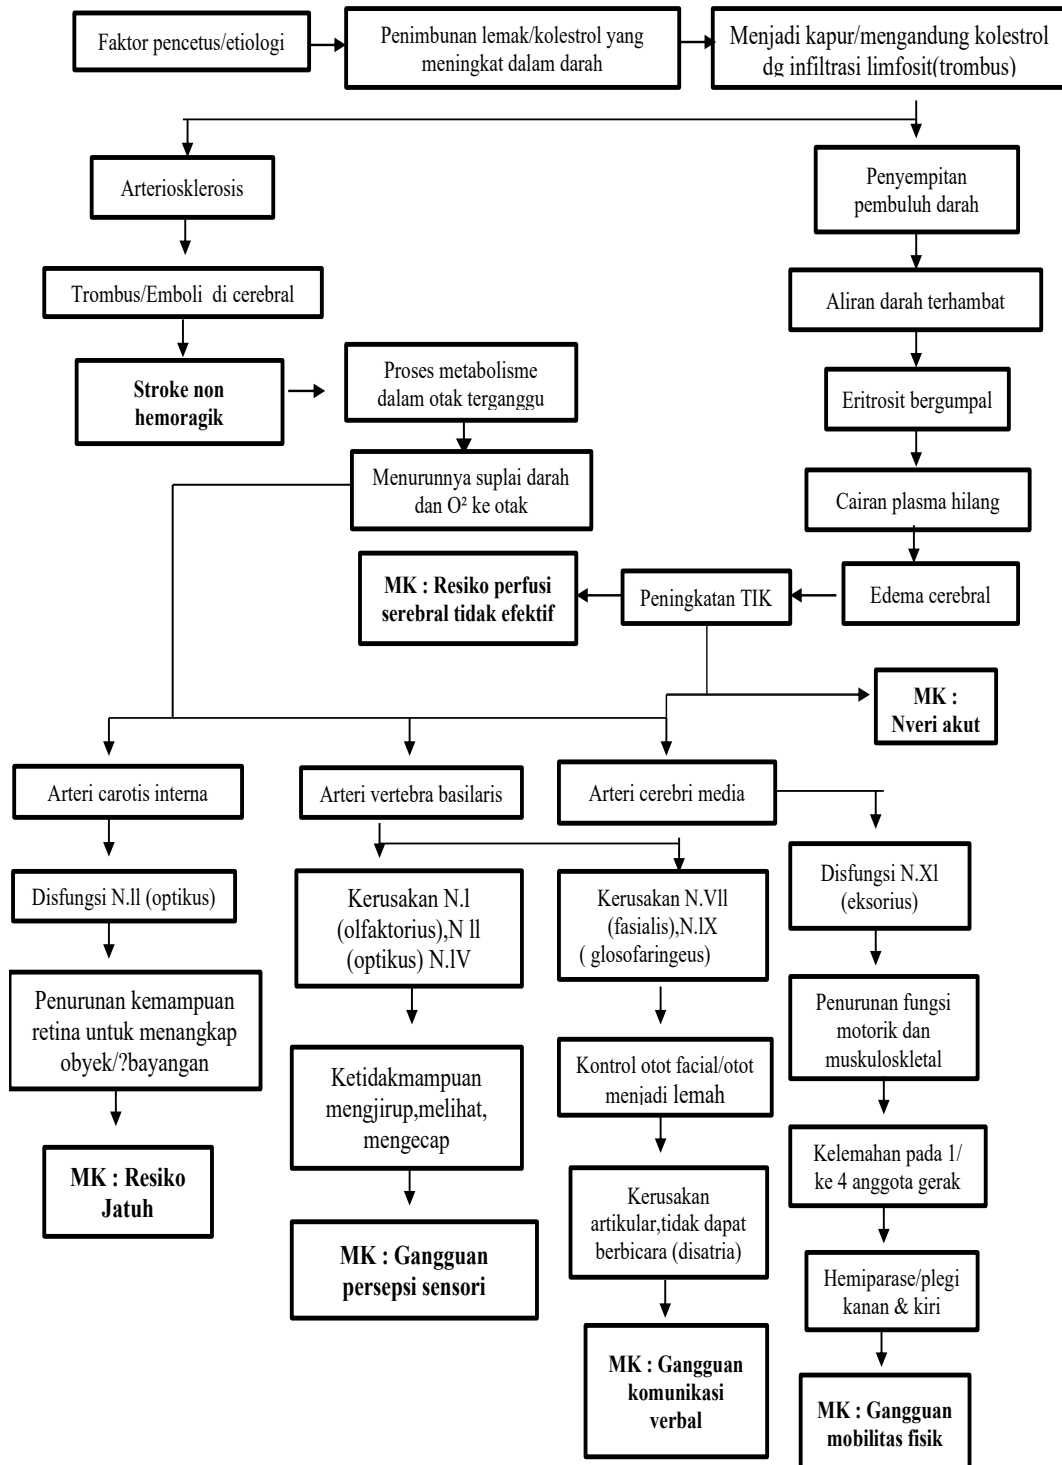 Faktor pencetus/etiologi
Penimbunan lemak/kolestrol yang
meningkat dalam darah
Menjadi kapur/mengandung kolestrol
dg infiltrasi limfosit(trombus)
Arteriosklerosis
Penyempitan
pembuluh darah
Trombus/Emboli di cerebral
Aliran darah terhambat
Stroke non
hemoragik
Proses metabolisme
dalam otak terganggu
Eritrosit bergumpal
Menurunnya suplai darah
dan O² ke otak
Cairan plasma hilang
MK : Resiko perfusi
serebral tidak efektif
Peningkatan TIK
Edema cerebral
MK :
Nveri akut
Arteri carotis interna
Arteri vertebra basilaris
Arteri cerebri media
Disfungsi N.ll (optikus)
Kerusakan N.l
(olfaktorius),N ll
(optikus) N.lV
Kerusakan N.Vll
(fasialis),N.lX
( glosofaringeus)
Disfungsi N.Xl
(eksorius)
Penurunan kemampuan
retina untuk menangkap
obyek/?bayangan
Ketidakmampuan
mengjirup,melihat,
mengecap
Kontrol otot facial/otot
menjadi lemah
Penurunan fungsi
motorik dan
muskuloskletal
MK : Resiko
Jatuh
MK : Gangguan
persepsi sensori
Kerusakan
artikular,tidak dapat
berbicara (disatria)
Kelemahan pada 1/
ke 4 anggota gerak
Hemiparase/plegi
kanan & kiri
MK : Gangguan
komunikasi
verbal
MK : Gangguan
mobilitas fisik